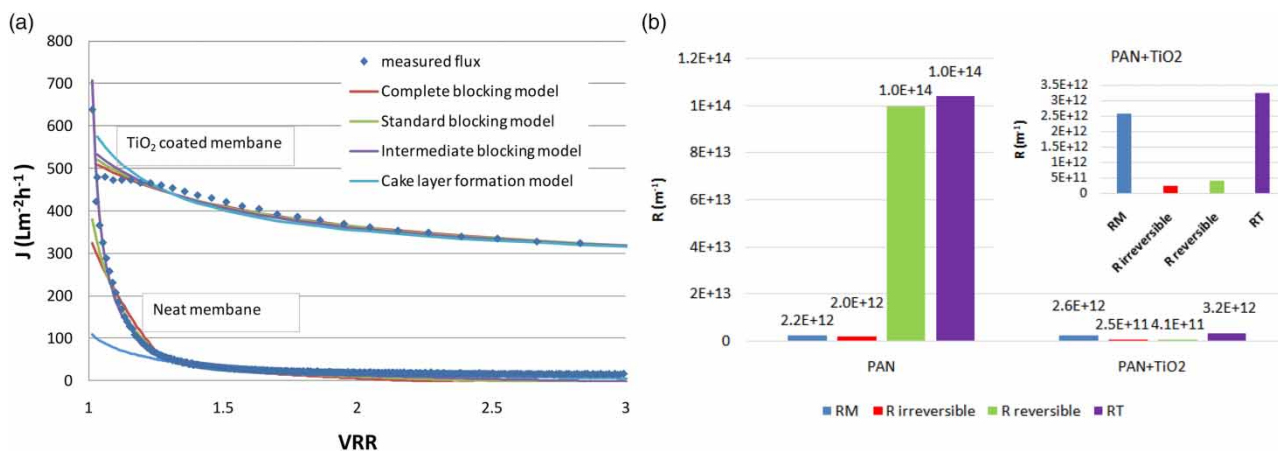 (a)
800
700
600
500
400
300
200
100
0
J (Lm-2h-1)
1
1.5
2
2.5
3
VRR
measured flux
Complete blocking model
Standard blocking model
Intermediate blocking model
Cake layer formation model
TiO2 coated membrane
Neat membane
(b)
1.2E+14
1E+14
8E+13
6E+13
4E+13
2E+13
0
R (m-1)
2.2E+12
2.0E+12
1.0E+14
1.0E+14
2.6E+12
2.5E+11
4.1E+11
3.2E+12
PAN
PAN+TiO2
RM
R irreversible
R reversible
RT
PAN+TiO2
3.5E+12
3E+12
2.5E+12
2E+12
1.5E+12
1E+12
5E+11
0
R (m-1)
RM
R irreversible
R reversible
RT